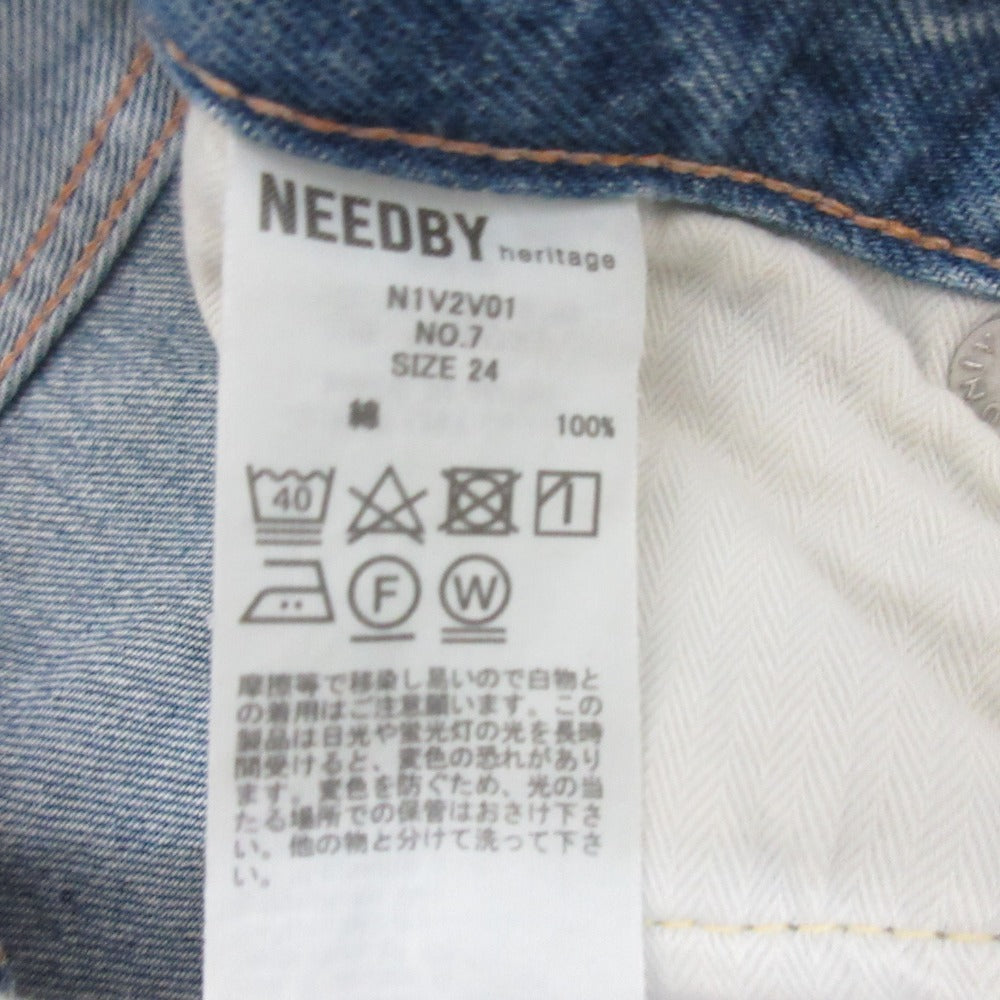 NEEDBY heritage
N1V2V01
NO.7
SIZE 24
綿 100%
40
F W
摩擦等で移染し易いので白物と
の着用はご注意願います。この
製品は日光や蛍光灯の光を長時
間受けると、変色の恐れがあり
ます。変色を防ぐため、光の当
たる場所での保管はおさけ下さ
い。他の物と分けて洗って下さ
い。